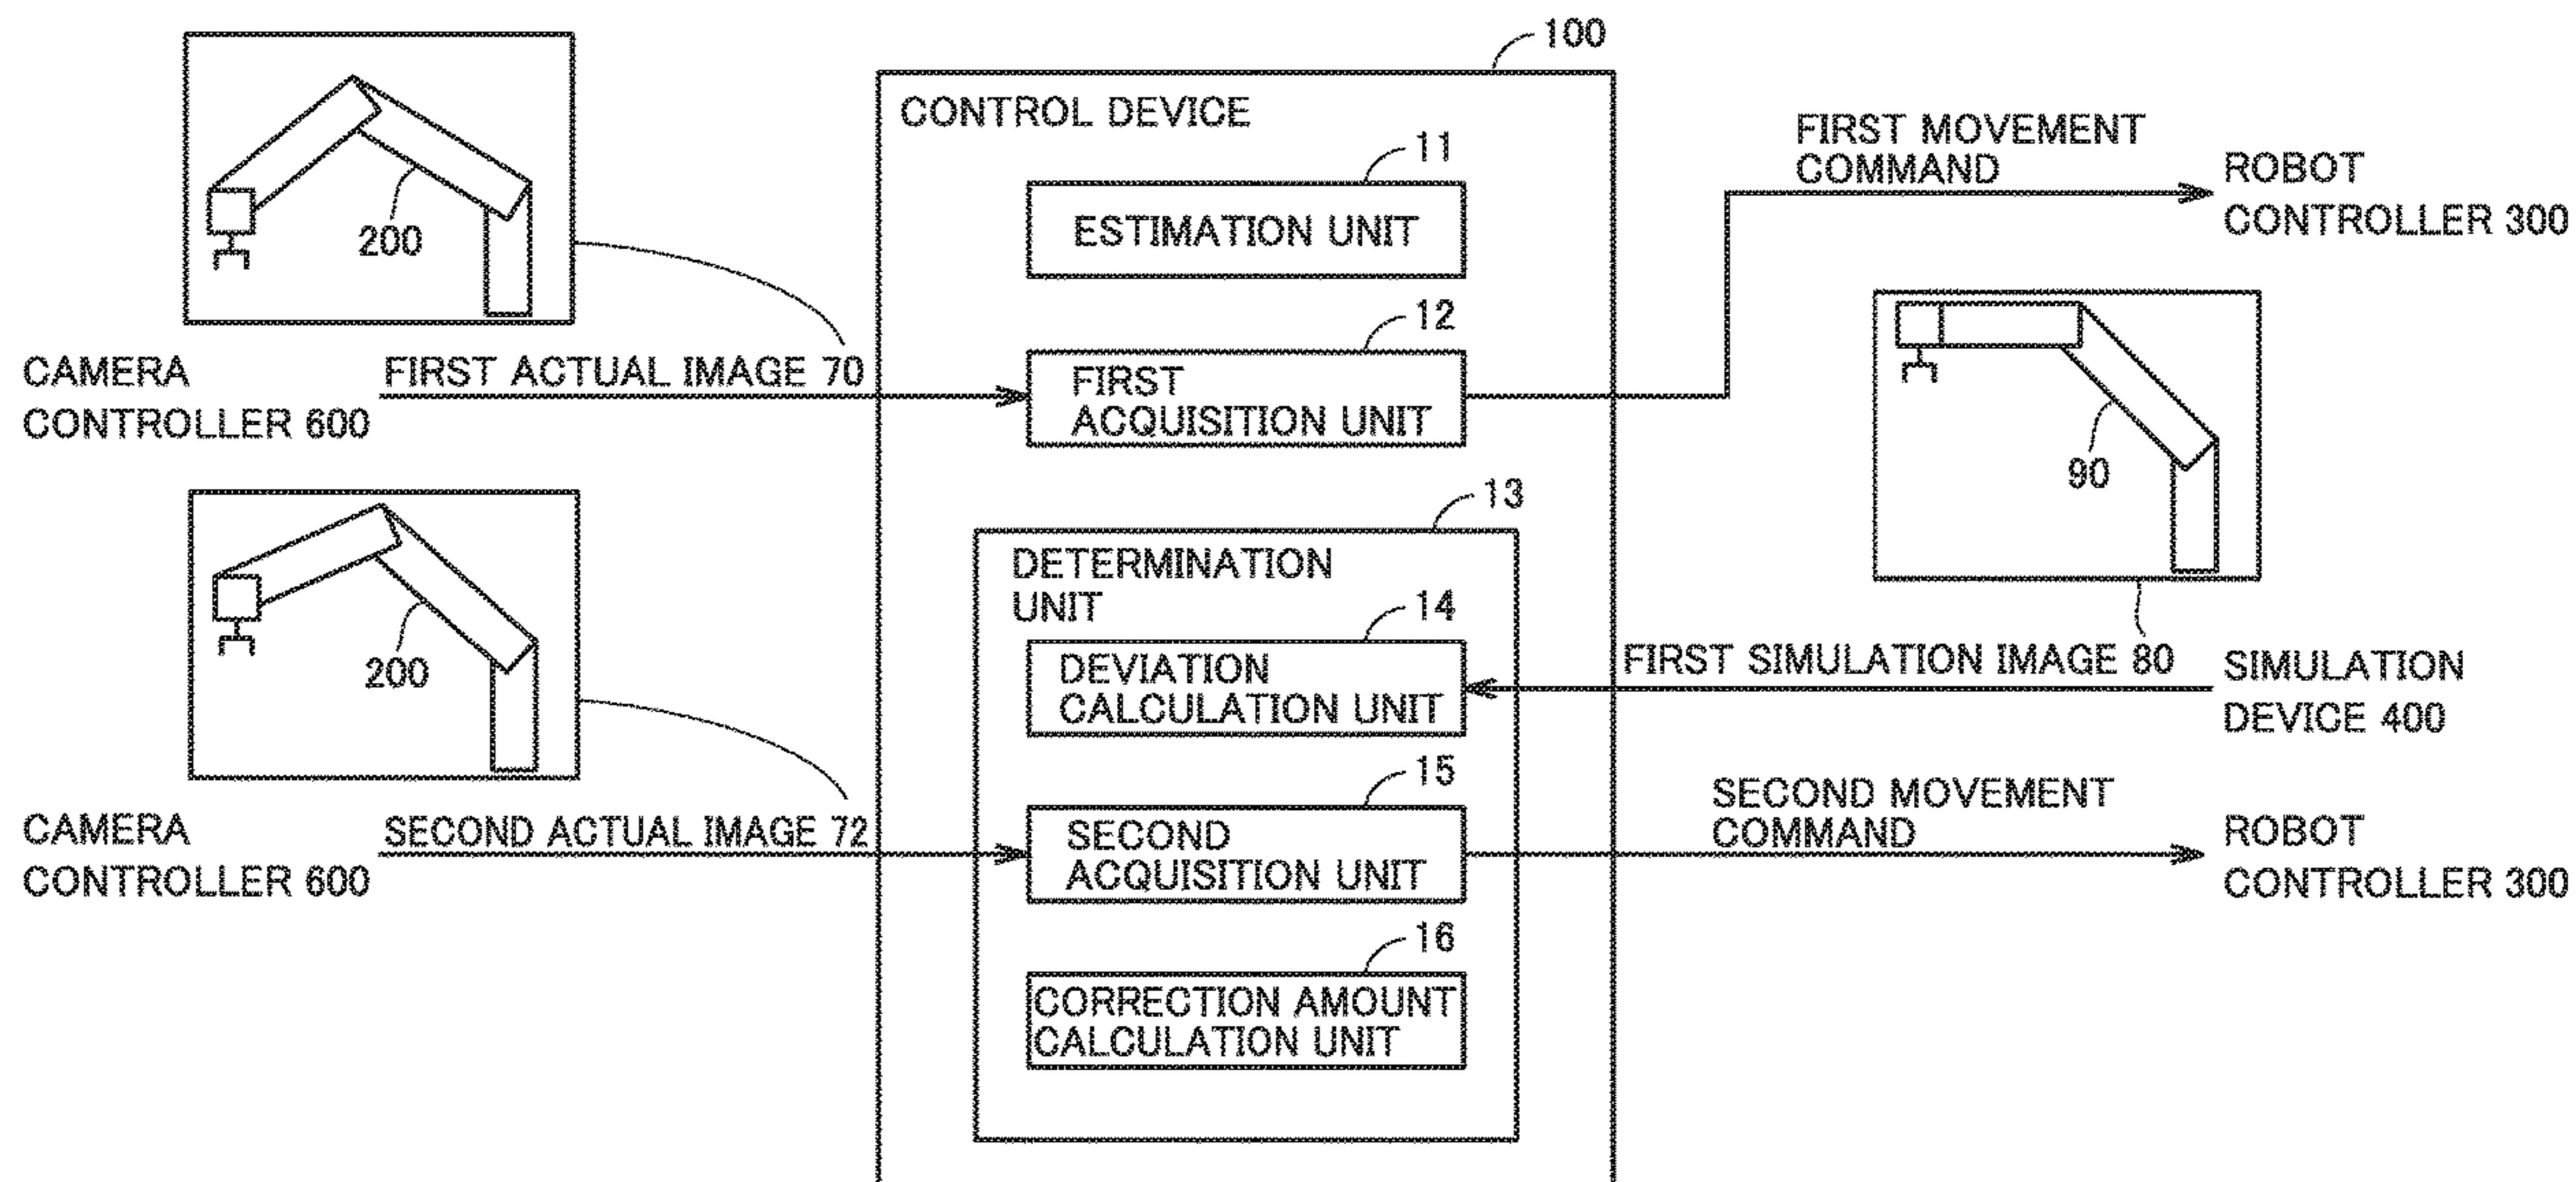 100
CONTROL DEVICE
11
ESTIMATION UNIT
200
FIRST MOVEMENT
COMMAND
ROBOT
CONTROLLER 300
12
FIRST
ACQUISITION UNIT
CAMERA
CONTROLLER 600
FIRST ACTUAL IMAGE 70
90
13
DETERMINATION
UNIT
14
DEVIATION
CALCULATION UNIT
200
FIRST SIMULATION IMAGE 80
SIMULATION
DEVICE 400
15
SECOND
ACQUISITION UNIT
CAMERA
CONTROLLER 600
SECOND ACTUAL IMAGE 72
SECOND MOVEMENT
COMMAND
ROBOT
CONTROLLER 300
16
CORRECTION AMOUNT
CALCULATION UNIT